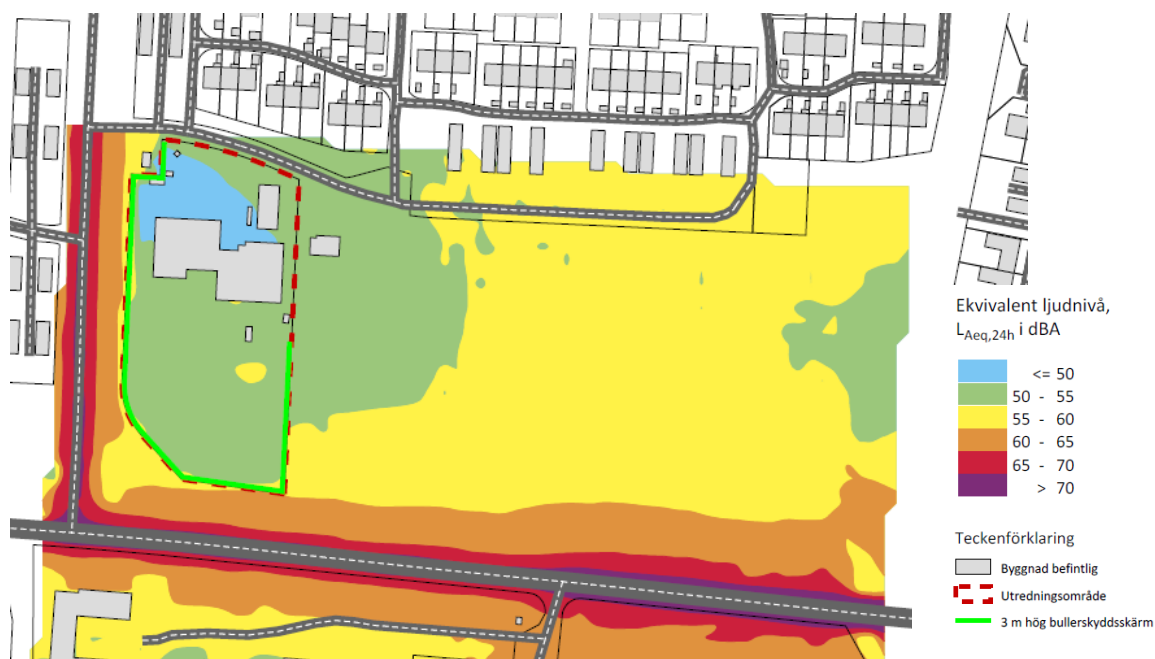 Ekvivalent ljudnivå,
LAeq,24h i dBA
<= 50
50 - 55
55 - 60
60 - 65
65 - 70
> 70
Teckenförklaring
Byggnad befintlig
Utredningsområde
3 m hög bullerskyddsskärm